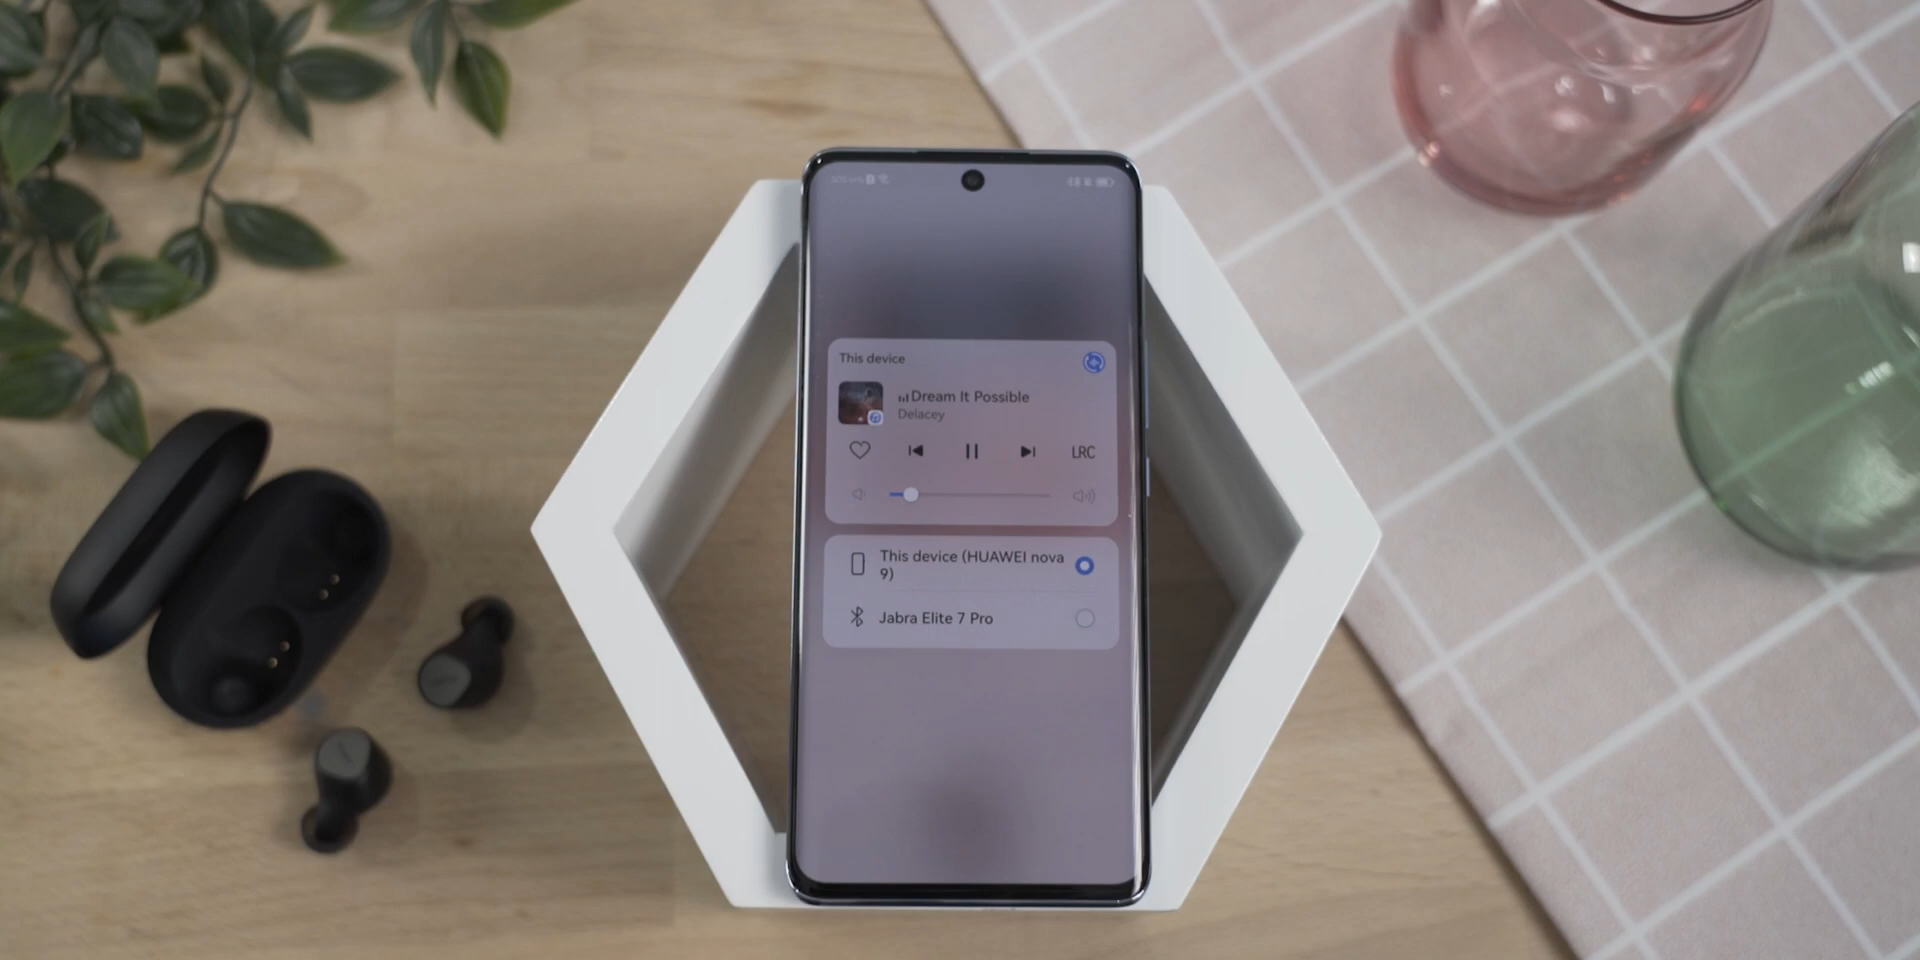 This device
Dream It Possible
Delacey
LRC
This device (HUAWEI nova
9)
Jabra Elite 7 Pro